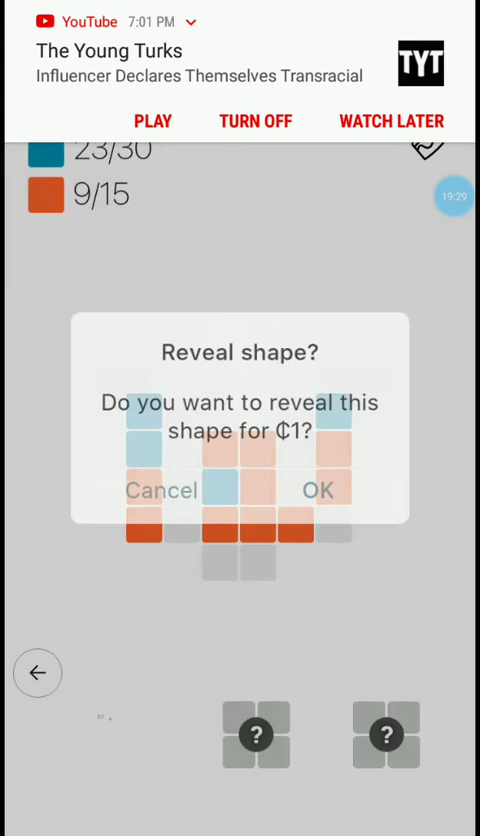 YouTube 7:01 PM
The Young Turks
Influencer Declares Themselves Transracial
TYT
PLAY TURN OFF WATCH LATER
23/30
9/15
19:29
Reveal shape?
Do you want to reveal this
shape for ₵1?
Cancel OK
? ?